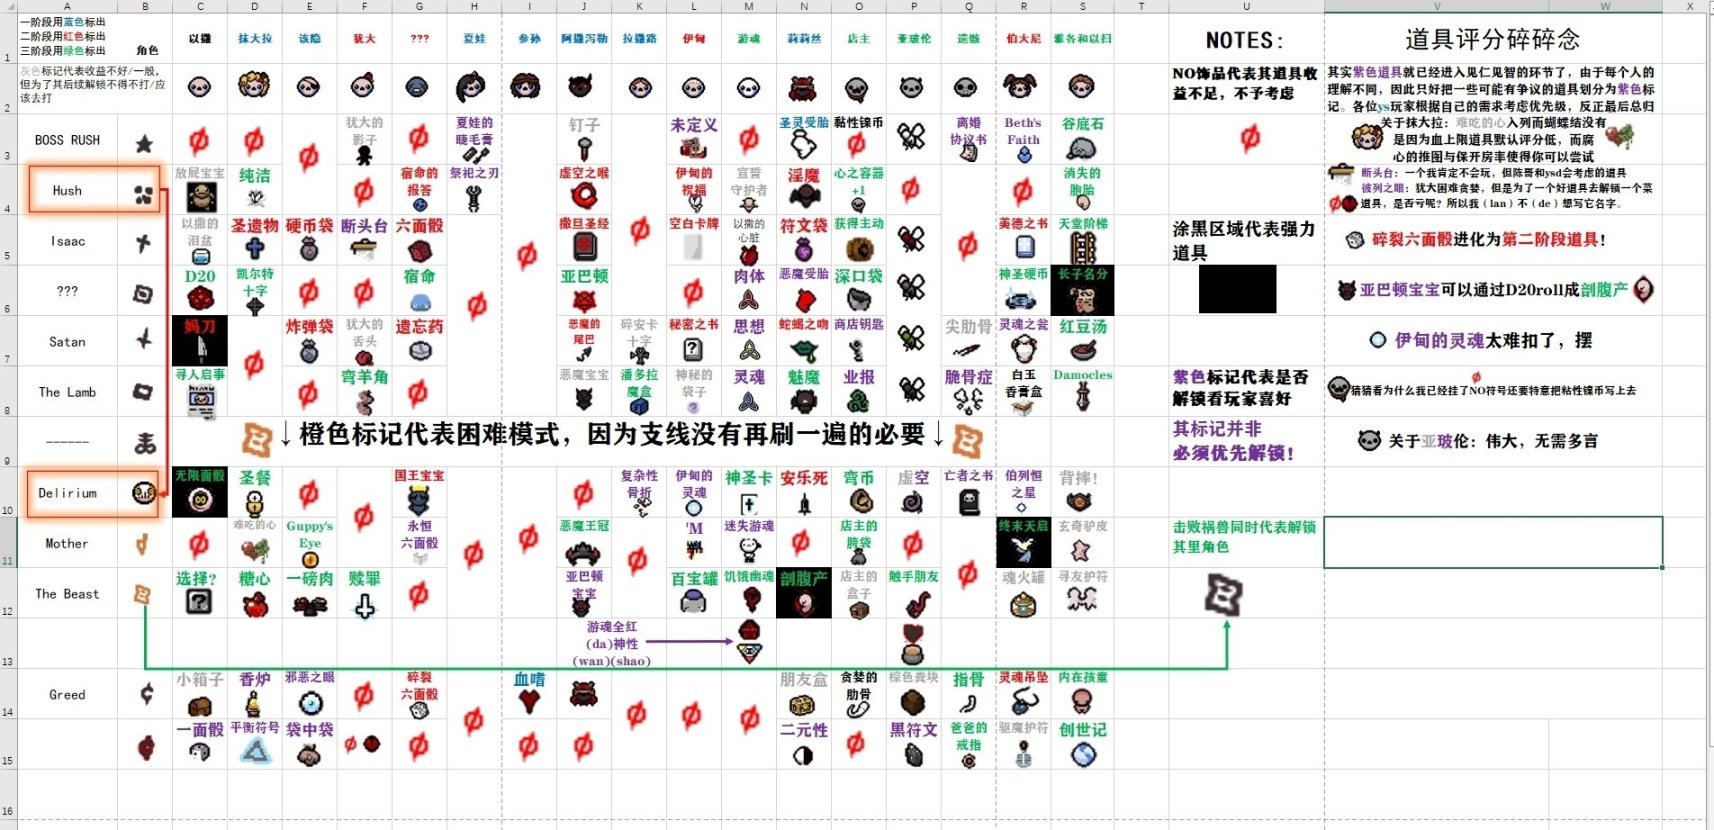 A B C D E F G H I J K L M N O P Q R S T U V W X
1
一阶段用蓝色标出
二阶段用红色标出
三阶段用绿色标出
角色 以撒 抹大拉 该隐 犹大 ??? 夏娃 参孙 阿撒泻勒 拉撒路 伊甸 游魂 莉莉丝 店主 亚玻伦 遗骸 伯大尼 雅各和以扫
NOTES:
道具评分碎碎念
2
灰色标记代表收益不好/一般,
但为了其后续解锁不得不打/应
该去打
NO饰品代表其道具收
益不足,不予考虑
其实紫色道具就已经进入见仁见智的环节了,由于每个人的
理解不同,因此只好把一些可能有争议的道具划分为紫色标
记。各位ys玩家根据自己的需求考虑优先级,反正最后总归
3
BOSS RUSH
犹大的
影子
夏娃的
睫毛膏
钉子
未定义
圣灵受胎
黏性镍币
离婚
协议书
Beth's
Faith
谷底石
关于抹大拉:难吃的心入列而蝴蝶结没有
是因为血上限道具默认评分低,而腐
心的推图与保开房率使得你可以尝试
4
Hush
放屁宝宝
纯洁
宿命的
报答
祭祀之刃
虚空之喉
伊甸的
祝福
宣誓
守护者
淫魔
心之容器
+1
消失的
胞胎
断头台:一个我肯定不会玩,但陈哥和ysd会考虑的道具
彼列之眼:犹大困难贪婪,但是为了一个好道具去解锁一个菜
道具,是否亏呢?所以我(lan)不(de)想写它名字。
5
Isaac
以撒的
泪盆
圣遗物
硬币袋
断头台
六面骰
撒旦圣经
空白卡牌
以撒的
心脏
符文袋
获得主动
美德之书
天堂阶梯
涂黑区域代表强力
道具
碎裂六面骰进化为第二阶段道具!
6
???
D20
凯尔特
十字
宿命
亚巴顿
肉体
恶魔受胎
深口袋
神圣硬币
长子名分
亚巴顿宝宝可以通过D20roll成剖腹产
7
Satan
妈刀
炸弹袋
犹大的
舌头
遗忘药
恶魔的
尾巴
碎安卡
十字
秘密之书
思想
蛇蝎之吻
商店钥匙
尖肋骨
灵魂之瓮
红豆汤
伊甸的灵魂太难扣了,摆
8
The Lamb
寻人启事
弯羊角
恶魔宝宝
潘多拉
魔盒
神秘的
袋子
灵魂
魅魔
业报
脆骨症
白玉
香膏盒
Damocles
紫色标记代表是否
解锁看玩家喜好
猜猜看为什么我已经挂了NO符号还要特意把粘性镍币写上去
9
------
↓橙色标记代表困难模式,因为支线没有再刷一遍的必要↓
其标记并非
必须优先解锁!
关于亚玻伦:伟大,无需多言
10
Delirium
无限面骰
圣餐
国王宝宝
复杂性
骨折
伊甸的
灵魂
神圣卡
安乐死
弯币
虚空
亡者之书
伯列恒
之星
背摔!
11
Mother
难吃的心
Guppy's
Eye
永恒
六面骰
恶魔王冠
'M
迷失游魂
店主的
胯袋
终末天启
玄奇驴皮
击败祸兽同时代表解锁
其里角色
12
The Beast
选择?
糖心
一磅肉
赎罪
亚巴顿
宝宝
百宝罐
饥饿幽魂
剖腹产
店主的
盒子
触手朋友
魂火罐
寻友护符
13
游魂全红
(da)神性
(wan)(shao)
14
Greed
小箱子
香炉
邪恶之眼
碎裂
六面骰
血嗜
朋友盒
贪婪的
肋骨
棕色粪块
指骨
灵魂吊坠
内在孩童
15
一面骰
平衡符号
袋中袋
二元性
黑符文
爸爸的
戒指
驱魔护符
创世记
16